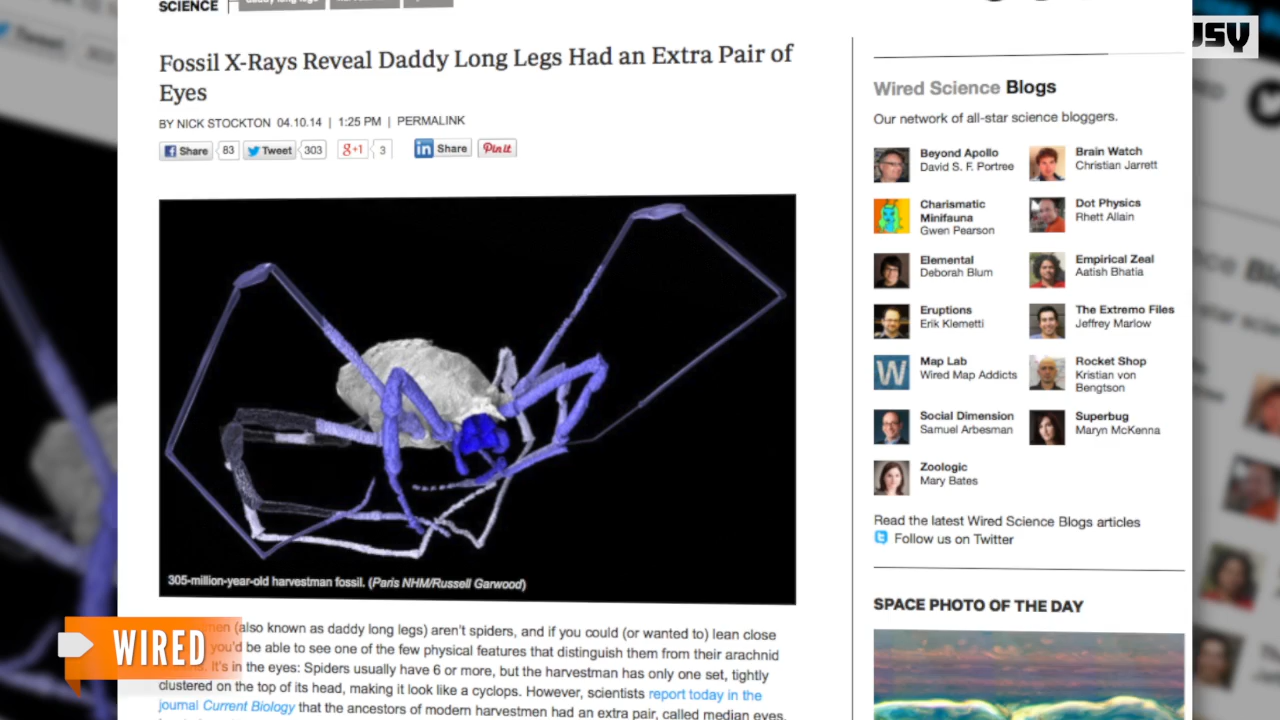 SCIENCE
Fossil X-Rays Reveal Daddy Long Legs Had an Extra Pair of
Eyes
BY NICK STOCKTON 04.10.14 | 1:25 PM | PERMALINK
Share 83 Tweet 303 g+1 3 in Share Pin it
305-million-year-old harvestman fossil. (Paris NHM/Russell Garwood)
(also known as daddy long legs) aren't spiders, and if you could (or wanted to) lean close
you'd be able to see one of the few physical features that distinguish them from their arachnid
It's in the eyes: Spiders usually have 6 or more, but the harvestman has only one set, tightly
clustered on the top of its head, making it look like a cyclops. However, scientists report today in the
journal Current Biology that the ancestors of modern harvestmen had an extra pair, called median eyes,
WIRED
Wired Science Blogs
Our network of all-star science bloggers.
Beyond Apollo
David S. F. Portree
Brain Watch
Christian Jarrett
Charismatic
Minifauna
Gwen Pearson
Dot Physics
Rhett Allain
Elemental
Deborah Blum
Empirical Zeal
Aatish Bhatia
Eruptions
Erik Klemetti
The Extremo Files
Jeffrey Marlow
Map Lab
Wired Map Addicts
Rocket Shop
Kristian von
Bengtson
Social Dimension
Samuel Arbesman
Superbug
Maryn McKenna
Zoologic
Mary Bates
Read the latest Wired Science Blogs articles
Follow us on Twitter
SPACE PHOTO OF THE DAY